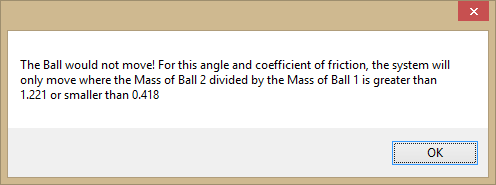 The Ball would not move! For this angle and coefficient of friction, the system will
only move where the Mass of Ball 2 divided by the Mass of Ball 1 is greater than
1.221 or smaller than 0.418
OK